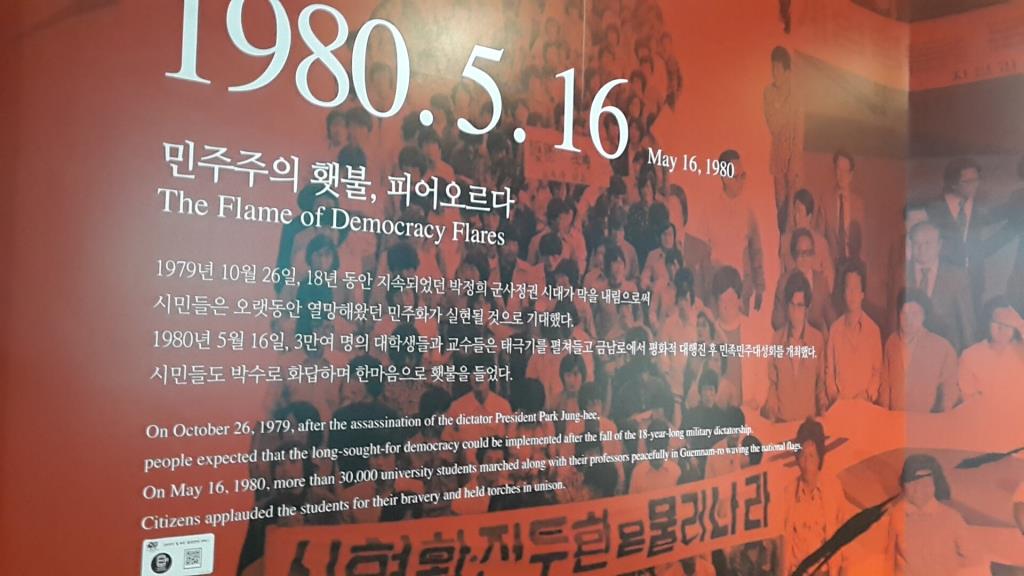 1980.5.16
May 16, 1980
민주주의 횃불, 피어오르다
The Flame of Democracy Flares
1979년 10월 26일, 18년 동안 지속되었던 박정희 군사정권 시대가 막을 내림으로써
시민들은 오랫동안 열망해왔던 민주화가 실현될 것으로 기대했다.
1980년 5월 16일, 3만여 명의 대학생들과 교수들은 태극기를 펼쳐들고 금남로에서 평화적 대행진 후 민족민주대성회를 개최했다.
시민들도 박수로 화답하며 한마음으로 횃불을 들었다.
On October 26, 1979, after the assassination of the dictator President Park Jung-hee,
people expected that the long-sought-for democracy could be implemented after the fall of the 18-year-long military dictatorship.
On May 16, 1980, more than 30,000 university students marched along with their professors peacefully in Guemnam-ro waving the national flags.
Citizens applauded the students for their bravery and held torches in unison.
신현확·전두환은 물러나라